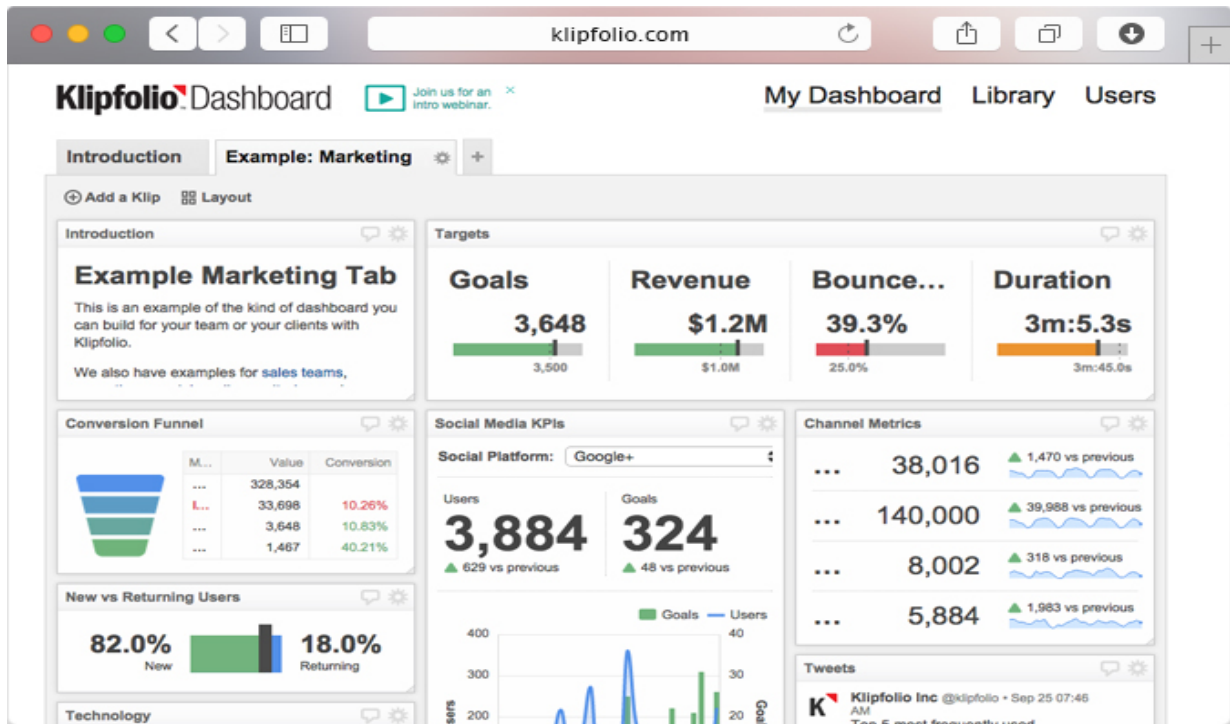 klipfolio.com
Klipfolio Dashboard
Join us for an
intro webinar.
My Dashboard Library Users
Introduction
Example: Marketing
Add a Klip
Layout
Introduction
Example Marketing Tab
This is an example of the kind of dashboard you
can build for your team or your clients with
Klipfolio.
We also have examples for sales teams,
Targets
Goals
3,648
3,500
Revenue
$1.2M
$1.0M
Bounce...
39.3%
25.0%
Duration
3m:5.3s
3m:45.0s
Conversion Funnel
M... Value Conversion
... 328,354
I... 33,698 10.26%
... 3,648 10.83%
... 1,467 40.21%
New vs Returning Users
82.0%
New
18.0%
Returning
Technology
Social Media KPIs
Social Platform: Google+
Users
3,884
629 vs previous
Goals
324
48 vs previous
Goals Users
400 40
300 30
200 20
Channel Metrics
... 38,016 1,470 vs previous
... 140,000 39,988 vs previous
... 8,002 318 vs previous
... 5,884 1,983 vs previous
Tweets
Klipfolio Inc @klipfolio • Sep 25 07:46
AM
Top 5 most frequently used